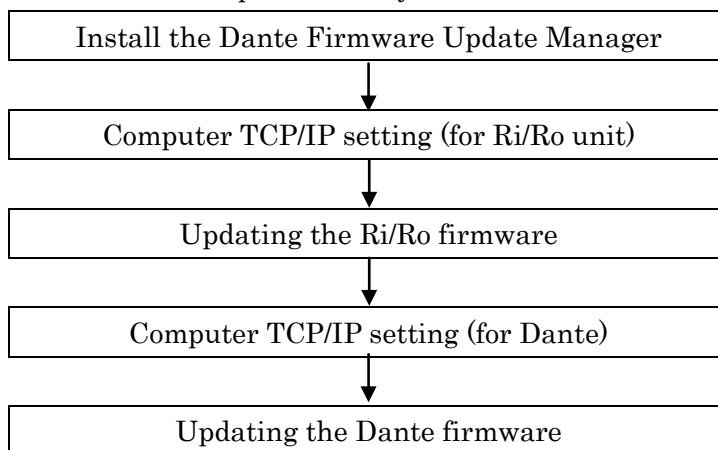 Install the Dante Firmware Update Manager
Computer TCP/IP setting (for Ri/Ro unit)
Updating the Ri/Ro firmware
Computer TCP/IP setting (for Dante)
Updating the Dante firmware